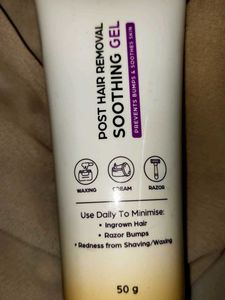 POST HAIR REMOVAL
SOOTHING GEL
PREVENTS BUMPS & SOOTHES SKIN
WAXING CREAM RAZOR
Use Daily To Minimise:
• Ingrown Hair
• Razor Bumps
• Redness from Shaving/Waxing
50 g